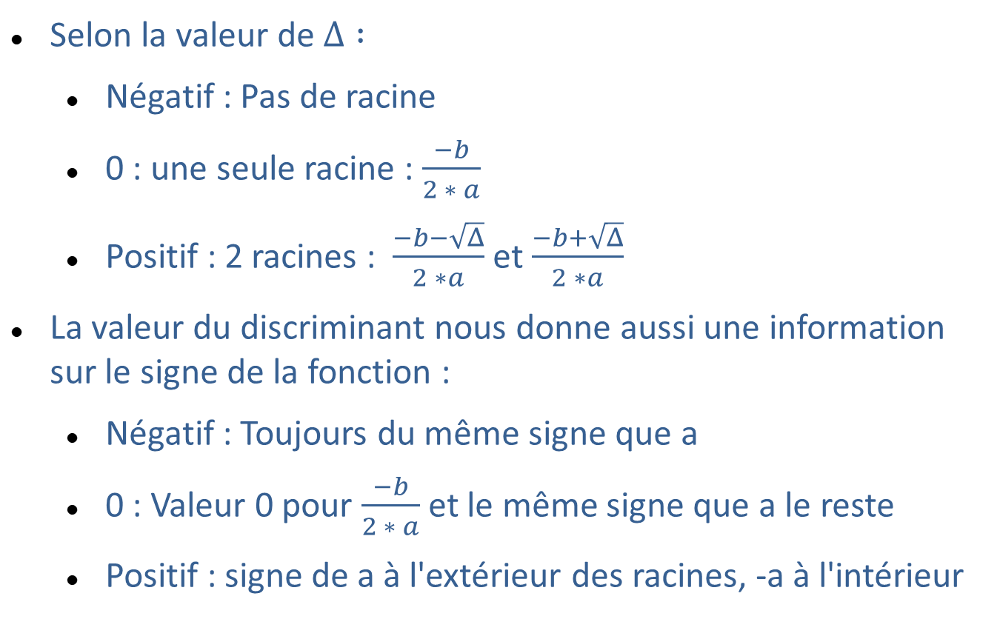 • Selon la valeur de Δ :
• Négatif : Pas de racine
• 0 : une seule racine : $\frac{-b}{2 * a}$
• Positif : 2 racines : $\frac{-b-\sqrt{\Delta}}{2 *a}$ et $\frac{-b+\sqrt{\Delta}}{2 *a}$
• La valeur du discriminant nous donne aussi une information
sur le signe de la fonction :
• Négatif : Toujours du même signe que a
• 0 : Valeur 0 pour $\frac{-b}{2 * a}$ et le même signe que a le reste
• Positif : signe de a à l'extérieur des racines, -a à l'intérieur